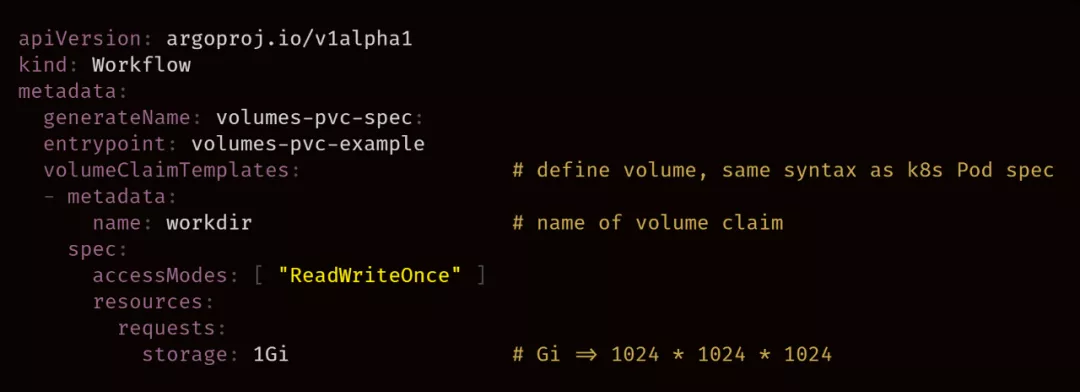 apiVersion: argoproj.io/v1alpha1
kind: Workflow
metadata:
  generateName: volumes-pvc-spec:
  entrypoint: volumes-pvc-example
  volumeClaimTemplates:                 # define volume, same syntax as k8s Pod spec
  - metadata:
      name: workdir                     # name of volume claim
    spec:
      accessModes: [ "ReadWriteOnce" ]
      resources:
        requests:
          storage: 1Gi                  # Gi => 1024 * 1024 * 1024